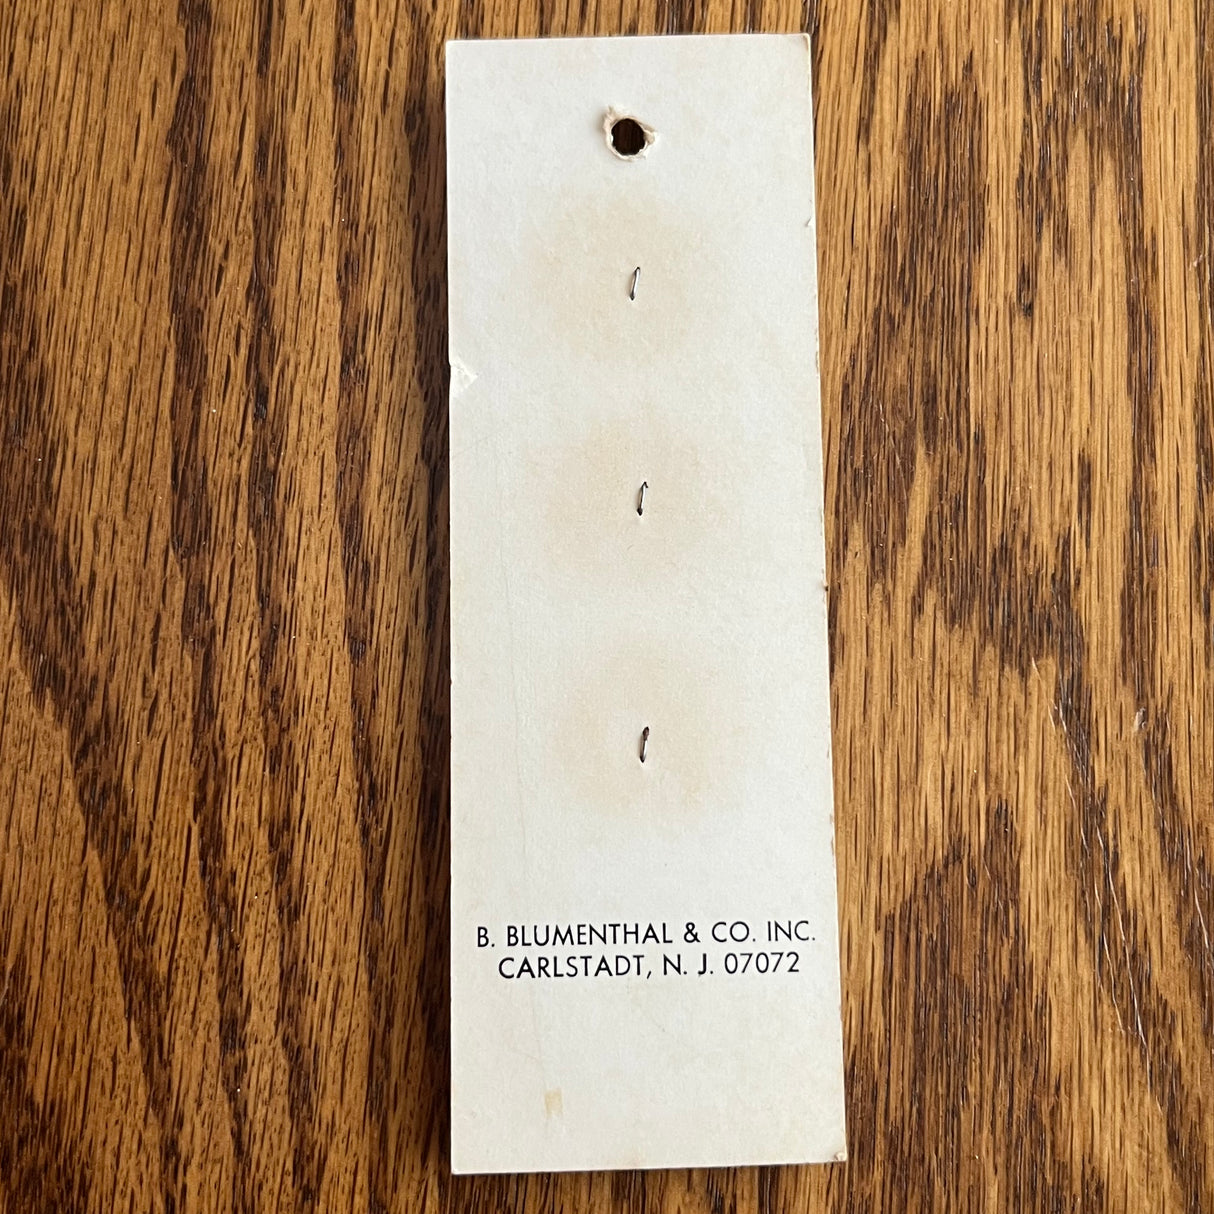 B. BLUMENTHAL & CO. INC.
CARLSTADT, N. J. 07072